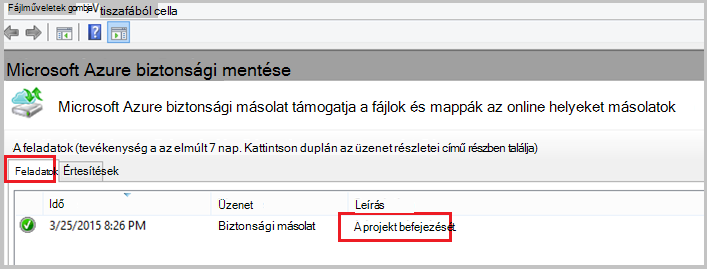 Fájlműveletek gombjaV tiszafából cella
Microsoft Azure biztonsági mentése
Microsoft Azure biztonsági másolat támogatja a fájlok és mappák az online helyeket másolatok
A feladatok (tevékenység a az elmúlt 7 nap. Kattintson duplán az üzenet részletei című részben találja)
Feladatok Értesítések
Idő Üzenet Leírás
3/25/2015 8:26 PM Biztonsági másolat A projekt befejezését.